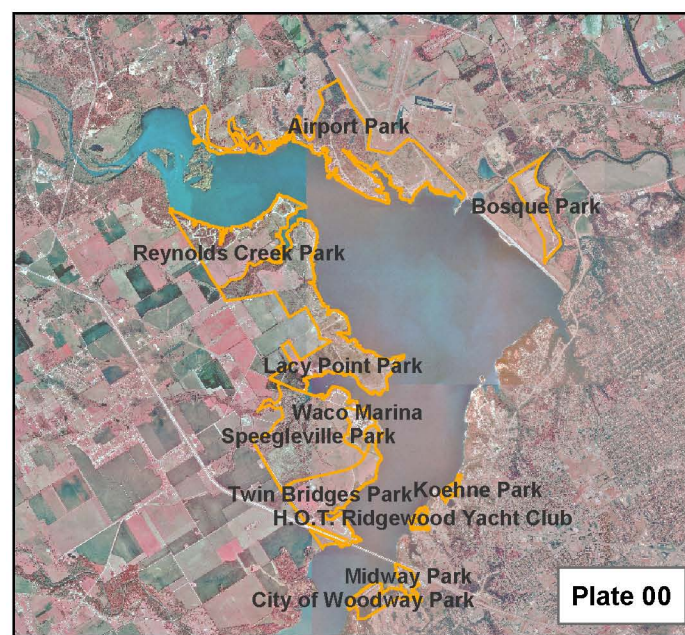 Airport Park
Bosque Park
Reynolds Creek Park
Lacy Point Park
Waco Marina
Speegleville Park
Twin Bridges Park
Koehne Park
H.O.T. Ridgewood Yacht Club
Midway Park
City of Woodway Park
Plate 00